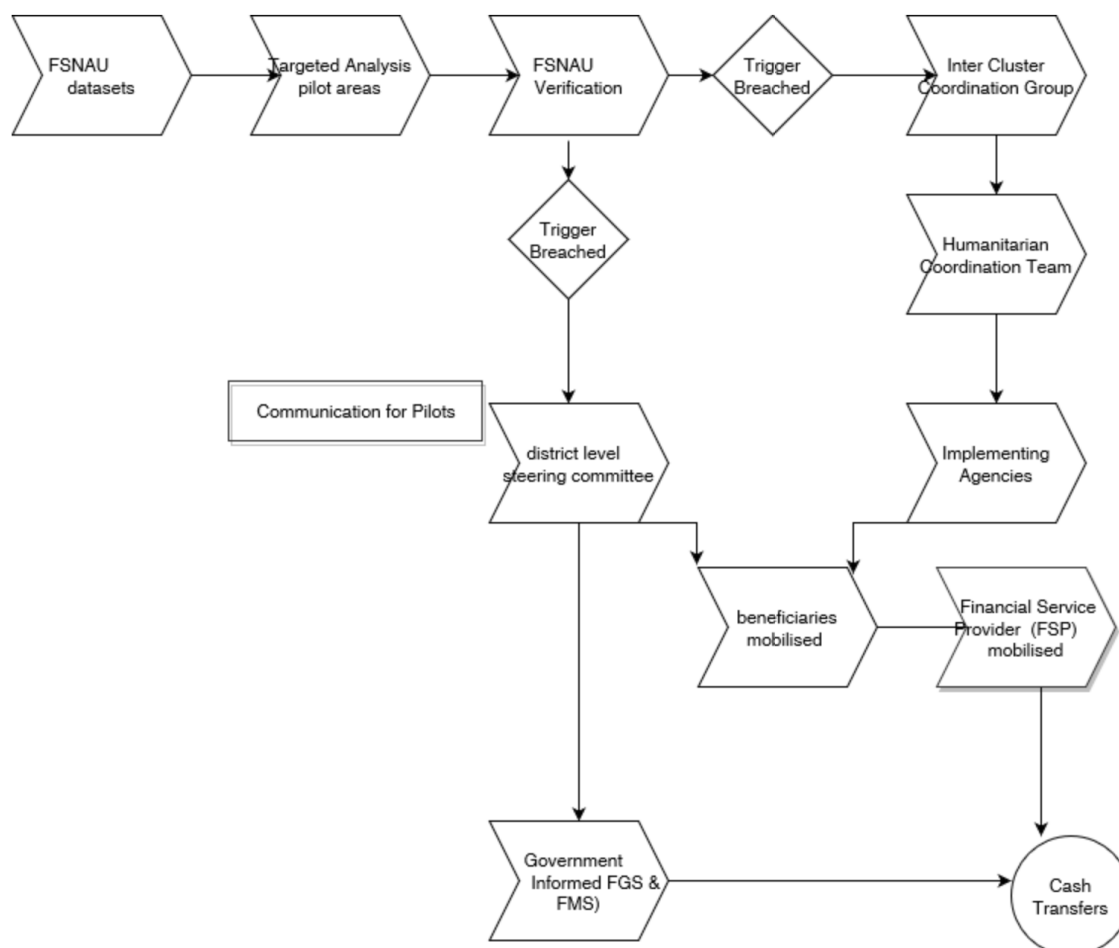 FSNAU
datasets
Targeted Analysis
pilot areas
FSNAU
Verification
Trigger
Breached
Inter Cluster
Coordination Group
Trigger
Breached
Humanitarian
Coordination Team
Communication for Pilots
district level
steering committee
Implementing
Agencies
beneficiaries
mobilised
Financial Service
Provider (FSP)
mobilised
Government
Informed FGS &
FMS)
Cash
Transfers